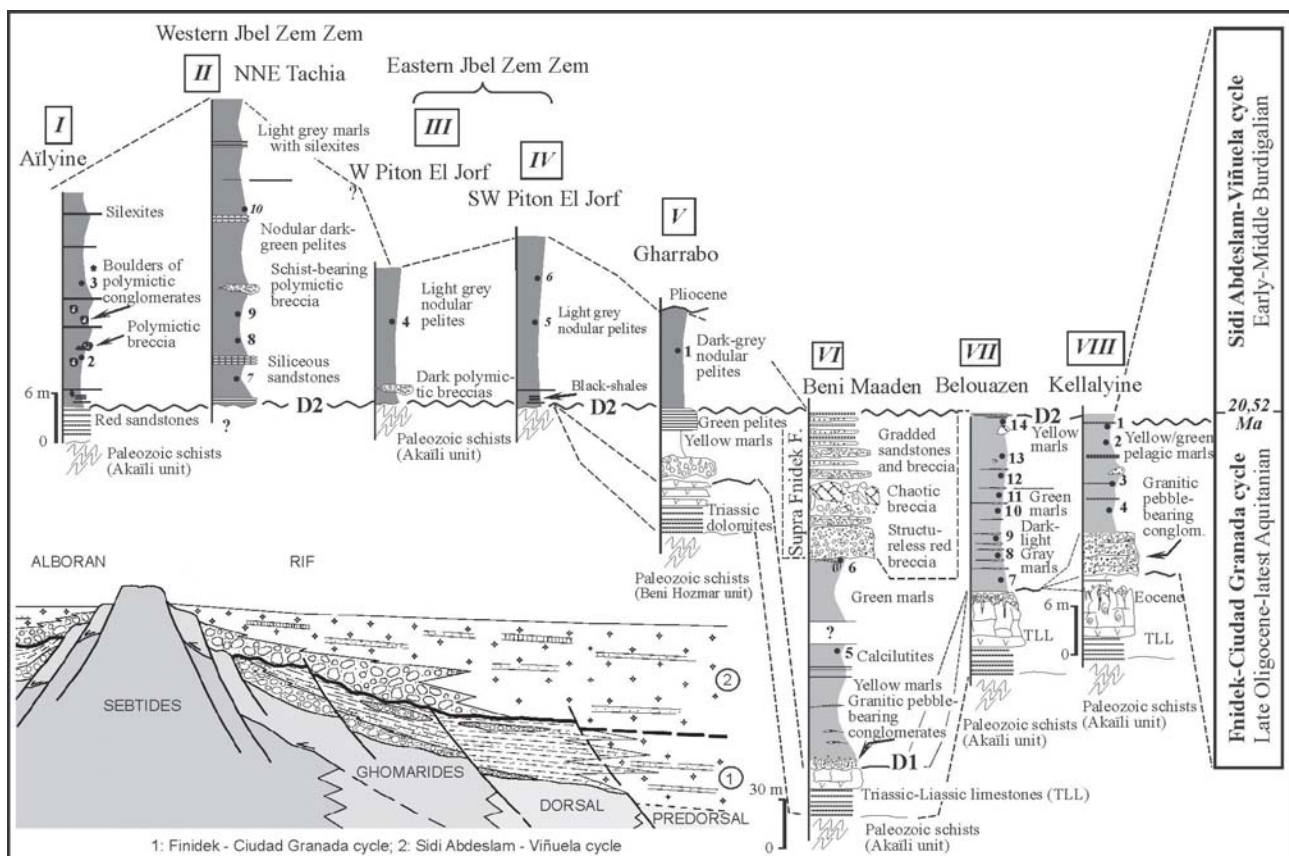 Western Jbel Zem Zem
II
NNE Tachia
Eastern Jbel Zem Zem
I
Aïlyine
III
W Piton El Jorf
IV
SW Piton El Jorf
V
Gharrabo
VI
Beni Maaden
VII
Belouazen
VIII
Kellalyine
Silexites
3
Boulders of
polymictic
conglomerates
Polymictic
breccia
2
6 m
0
Red sandstones
Paleozoic schists
(Akaïli unit)
Light grey marls
with silexites
10
Nodular dark-
green pelites
Schist-bearing
polymictic
breccia
9
8
Siliceous
sandstones
7
D2
?
?
4
Light grey
nodular
pelites
Dark polymic-
tic breccias
Paleozoic schists
(Akaïli unit)
6
5
Light grey
nodular pelites
Black-shales
D2
Pliocene
1
Dark-grey
nodular
pelites
Green pelites
Yellow marls
Triassic
dolomites
Paleozoic schists
(Beni Hozmar unit)
Supra Fnidek F.
Gradded
sandstones
and breccia
Chaotic
breccia
Structu-
reless red
breccia
6
Green marls
?
5
Calcilutites
Yellow marls
Granitic pebble-
bearing
conglomerates
D1
30 m
0
Triassic-Liassic limestones (TLL)
Paleozoic schists
(Akaïli unit)
D2
14
Yellow
marls
13
12
11
10
Green
marls
9
Dark-
light
8
Gray
marls
7
TLL
Paleozoic schists
(Akaïli unit)
1
2
Yellow/green
pelagic marls
3
Granitic
pebble-
bearing
conglom.
4
6 m
0
Eocene
TLL
Paleozoic schists
(Akaïli unit)
Sidi Abdeslam-Viñuela cycle
Early-Middle Burdigalian
20,52
Ma
Fnidek-Ciudad Granada cycle
Late Oligocene-latest Aquitanian
ALBORAN
RIF
SEBTIDES
GHOMARIDES
DORSAL
PREDORSAL
2
1
1: Finidek - Ciudad Granada cycle; 2: Sidi Abdeslam - Viñuela cycle